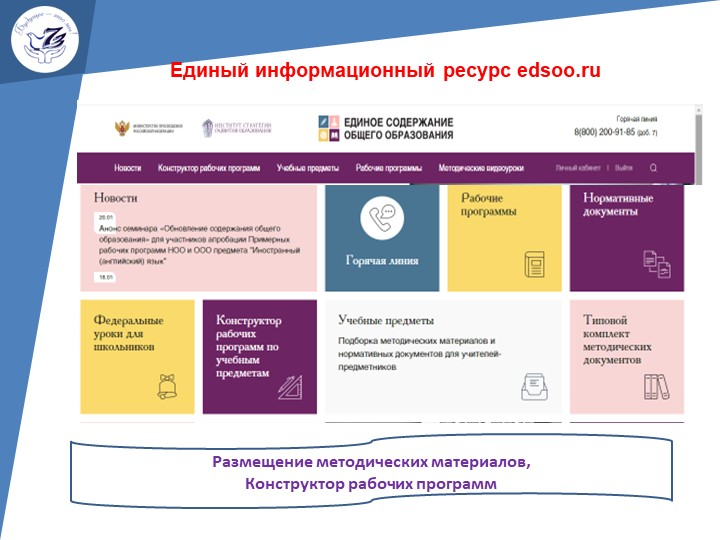 Будущее — это мы!
Единый информационный ресурс edsoo.ru
МИНИСТЕРСТВО ПРОСВЕЩЕНИЯ
РОССИЙСКОЙ ФЕДЕРАЦИИ
ИНСТИТУТ СТРАТЕГИИ
РАЗВИТИЯ ОБРАЗОВАНИЯ
ЕДИНОЕ СОДЕРЖАНИЕ
ОБЩЕГО ОБРАЗОВАНИЯ
Горячая линия
8(800) 200-91-85 (доб. 7)
Новости Конструктор рабочих программ Учебные предметы Рабочие программы Методические видеоуроки Личный кабинет | Выйти
Новости
20.01
Анонс семинара «Обновление содержания общего
образования» для участников апробации Примерных
рабочих программ НОО и ООО предмета "Иностранный
(английский) язык"
18.01
Горячая линия
Рабочие
программы
Нормативные
документы
Федеральные
уроки для
школьников
Конструктор
рабочих
программ по
учебным
предметам
Учебные предметы
Подборка методических материалов и
нормативных документов для учителей-
предметников
Типовой
комплект
методических
документов
Размещение методических материалов,
Конструктор рабочих программ